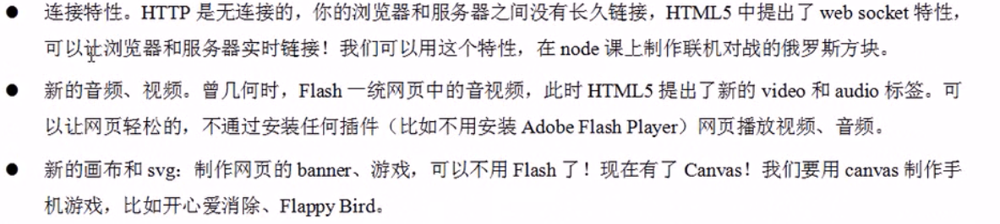 ● 连接特性。HTTP 是无连接的，你的浏览器和服务器之间没有长久链接，HTML5 中提出了 web socket 特性，
可以让浏览器和服务器实时链接！我们可以用这个特性，在 node 课上制作联机对战的俄罗斯方块。
● 新的音频、视频。曾几何时，Flash 一统网页中的音视频，此时 HTML5 提出了新的 video 和 audio 标签。可
以让网页轻松的，不通过安装任何插件（比如不用安装 Adobe Flash Player）网页播放视频、音频。
● 新的画布和 svg：制作网页的 banner、游戏，可以不用 Flash 了！现在有了 Canvas！我们要用 canvas 制作手
机游戏，比如开心爱消除、Flappy Bird。